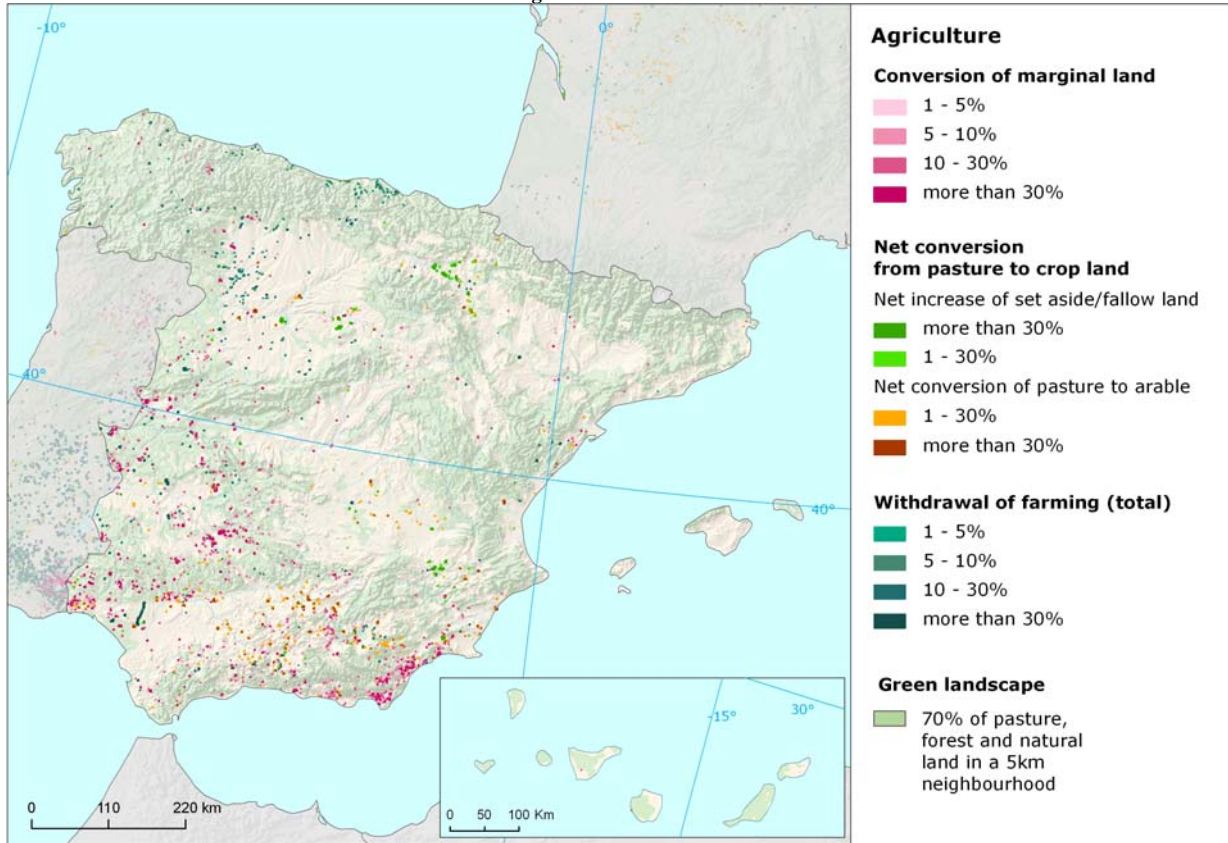 -10°
0°
40°
40°
0 110 220 km
-15°
30°
0 50 100 Km
Agriculture
Conversion of marginal land
1 - 5%
5 - 10%
10 - 30%
more than 30%
Net conversion
from pasture to crop land
Net increase of set aside/fallow land
more than 30%
1 - 30%
Net conversion of pasture to arable
1 - 30%
more than 30%
Withdrawal of farming (total)
1 - 5%
5 - 10%
10 - 30%
more than 30%
Green landscape
70% of pasture,
forest and natural
land in a 5km
neighbourhood